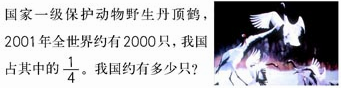 国家一级保护动物野生丹顶鹤，
2001年全世界约有2000只，我国
占其中的1/4。我国约有多少只？